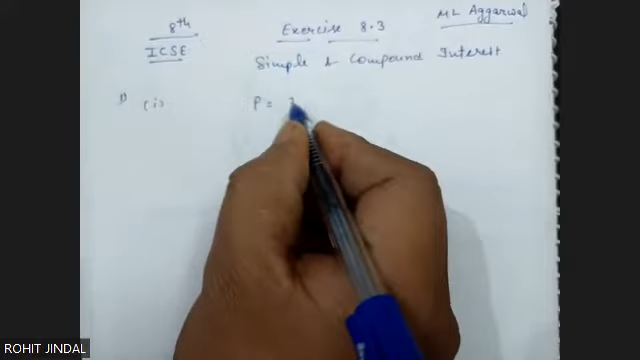 8th Exercise 8.3 ML Aggarwal
ICSE Simple & Compound Interest
1) (i) P =
ROHIT JINDAL